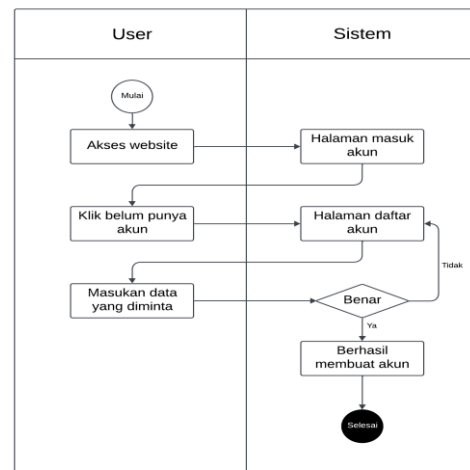 User
Sistem
Mulai
Akses website
Halaman masuk
akun
Klik belum punya
akun
Halaman daftar
akun
Tidak
Masukan data
yang diminta
Benar
Ya
Berhasil
membuat akun
Selesai